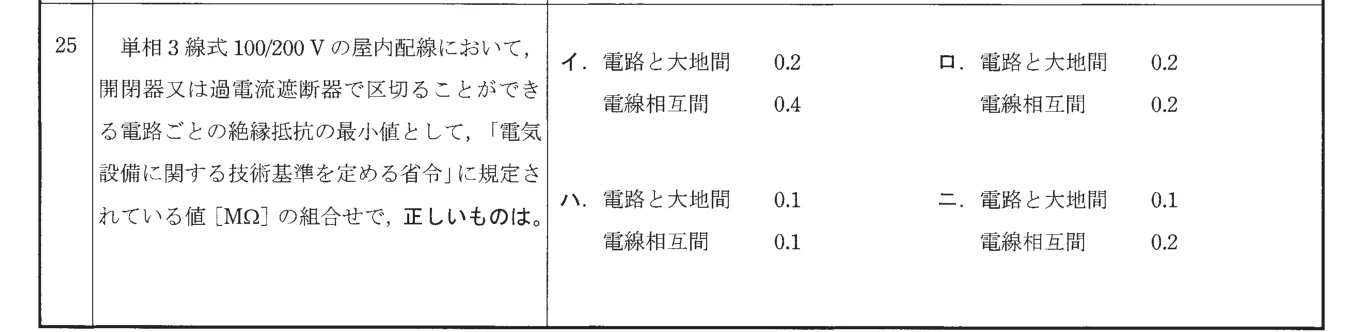 25
単相3線式100/200 Vの屋内配線において，
開閉器又は過電流遮断器で区切ることができ
る電路ごとの絶縁抵抗の最小値として，「電気
設備に関する技術基準を定める省令」に規定さ
れている値［MΩ］の組合せで，正しいものは。
イ．電路と大地間 0.2
電線相互間 0.4
ロ．電路と大地間 0.2
電線相互間 0.2
ハ．電路と大地間 0.1
電線相互間 0.1
ニ．電路と大地間 0.1
電線相互間 0.2